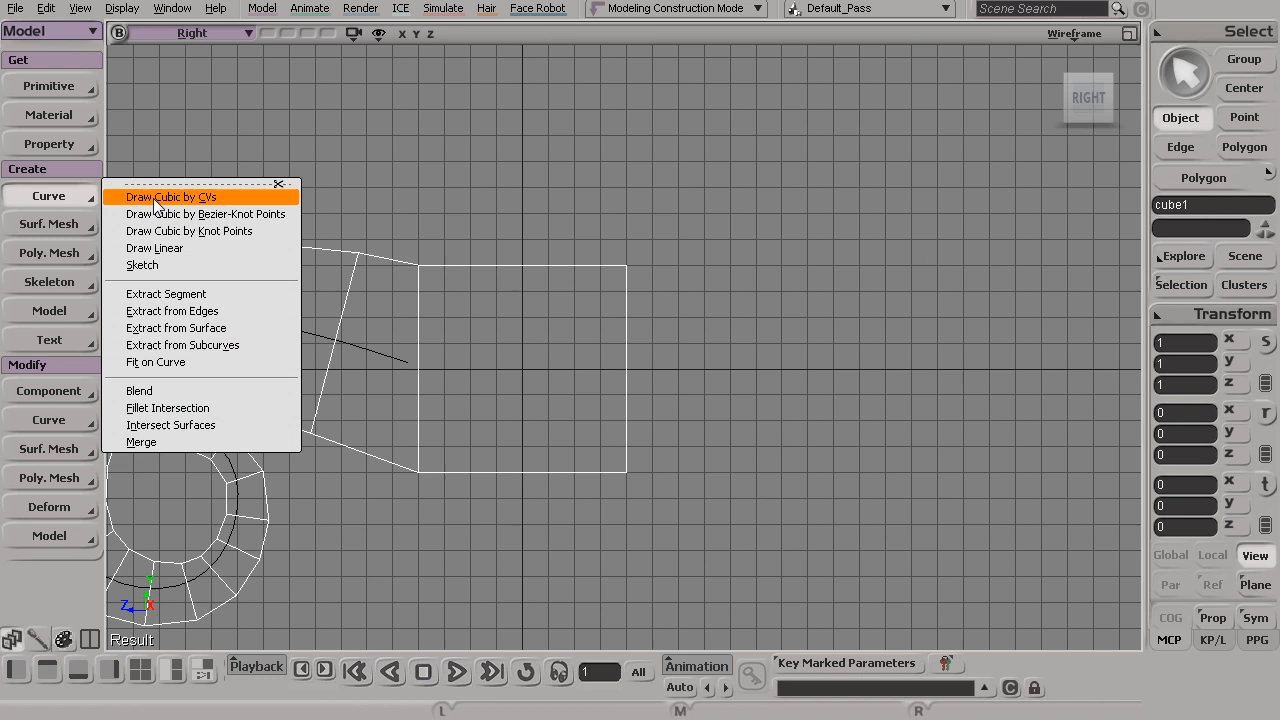 File Edit View Display Window Help Model Animate Render ICE Simulate Hair Face Robot Modeling Construction Mode Default_Pass Scene Search C
Model B Right X Y Z Wireframe Select
Get
Primitive
Material
Property
Create
Curve
Surf. Mesh
Poly. Mesh
Skeleton
Model
Text
Modify
Component
Curve
Surf. Mesh
Poly. Mesh
Deform
Model
Draw Cubic by CVs
Draw Cubic by Bezier-Knot Points
Draw Cubic by Knot Points
Draw Linear
Sketch
Extract Segment
Extract from Edges
Extract from Surface
Extract from Subcurves
Fit on Curve
Blend
Fillet Intersection
Intersect Surfaces
Merge
RIGHT
Y
Z X
Result
Group
Center
Object Point
Edge Polygon
Polygon
cube1
Explore Scene
Selection Clusters
Transform
1 x s
1 y
1 z
0 x r
0 y
0 z
0 x t
0 y
0 z
Global Local View
Par Ref Plane
COG Prop Sym
MCP KP/L PPG
Playback 1 All Animation Key Marked Parameters
Auto C
L M R